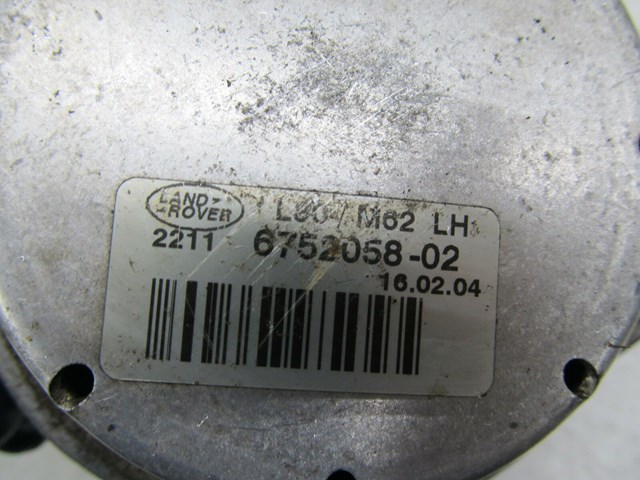 LAND-
-ROVER
L30 / M62 LH
2211 6752058-02
16.02.04